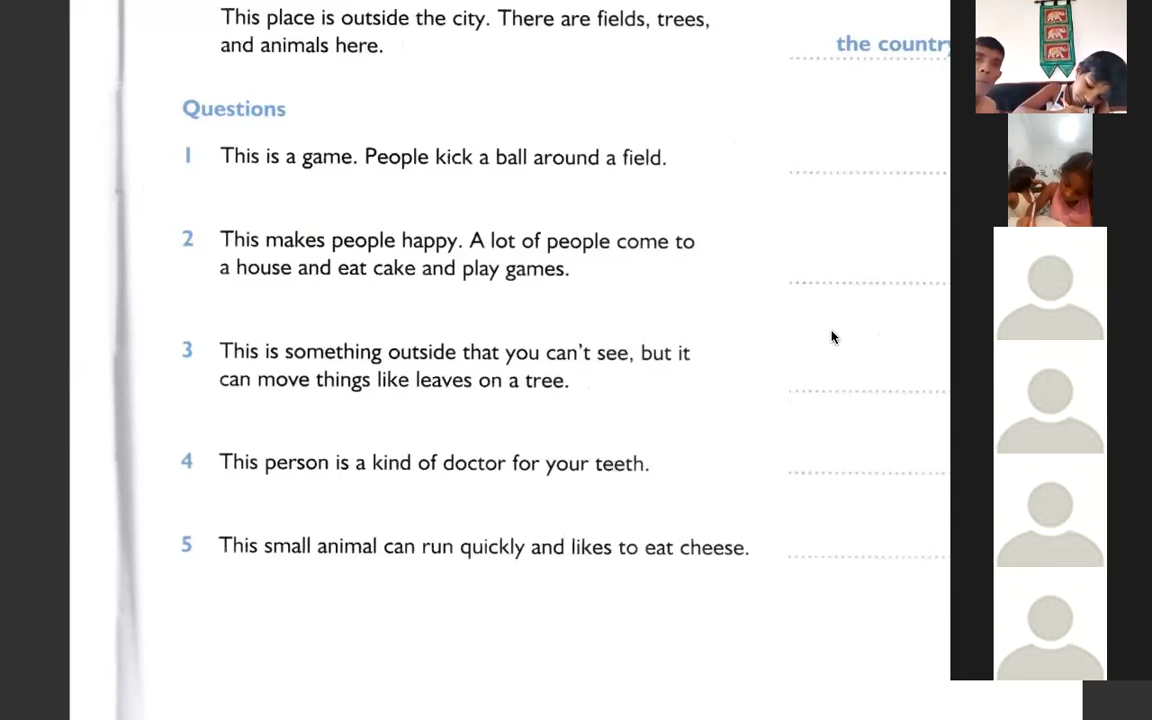 This place is outside the city. There are fields, trees,
and animals here.
the country
Questions
1 This is a game. People kick a ball around a field.
2 This makes people happy. A lot of people come to
a house and eat cake and play games.
3 This is something outside that you can't see, but it
can move things like leaves on a tree.
4 This person is a kind of doctor for your teeth.
5 This small animal can run quickly and likes to eat cheese.